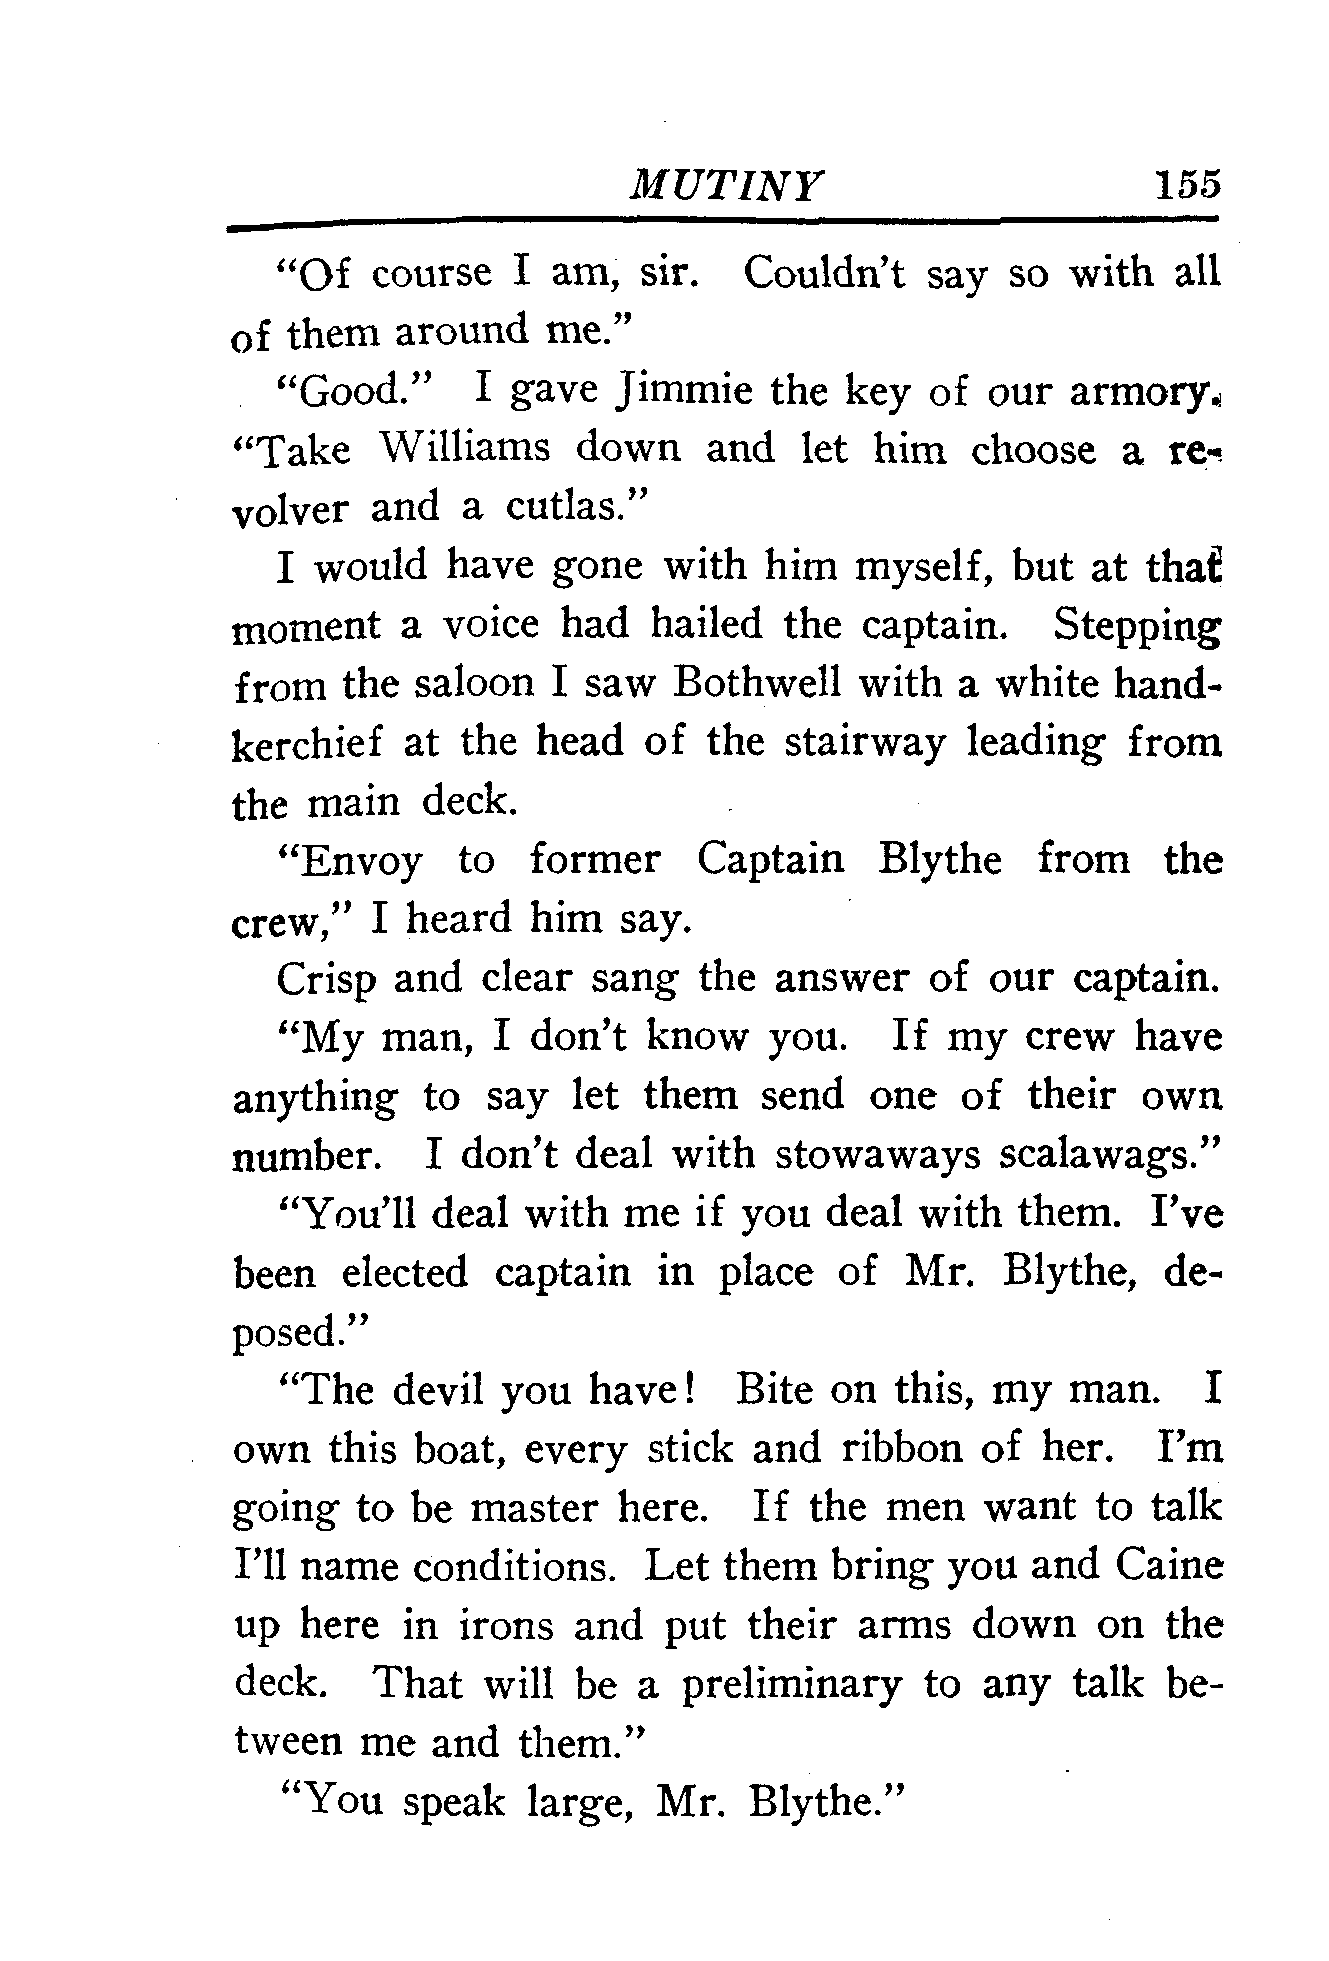 MUTINY 155
“Of course I am, sir. Couldn’t say so with all
of them around me.”
“Good.” I gave Jimmie the key of our armory.
“Take Williams down and let him choose a re-
volver and a cutlas.”
I would have gone with him myself, but at that
moment a voice had hailed the captain. Stepping
from the saloon I saw Bothwell with a white hand-
kerchief at the head of the stairway leading from
the main deck.
“Envoy to former Captain Blythe from the
crew,” I heard him say.
Crisp and clear sang the answer of our captain.
“My man, I don’t know you. If my crew have
anything to say let them send one of their own
number. I don’t deal with stowaways scalawags.”
“You’ll deal with me if you deal with them. I’ve
been elected captain in place of Mr. Blythe, de-
posed.”
“The devil you have! Bite on this, my man. I
own this boat, every stick and ribbon of her. I’m
going to be master here. If the men want to talk
I’ll name conditions. Let them bring you and Caine
up here in irons and put their arms down on the
deck. That will be a preliminary to any talk be-
tween me and them.”
“You speak large, Mr. Blythe.”